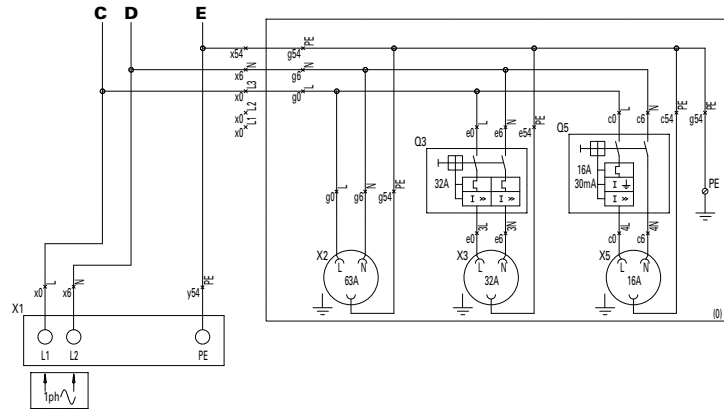 C D E
x54 g54 PE
x6 N g6 N
x0 L3 g0 L
x0 L2
x0 L1
e0 L e6 N e54 PE
c0 L c6 N c54 PE g54 PE
Q3
Q5
32A
I >> I >>
16A
30mA
I
I >>
PE
g0 L g6 N g54 PE
e0 3L e6 3N
c0 4L c6 4N
X2 L N
63A
X3 L N
32A
X5 L N
16A
x0 L x6 N y54 PE
X1
L1 L2 PE
1ph
(0)